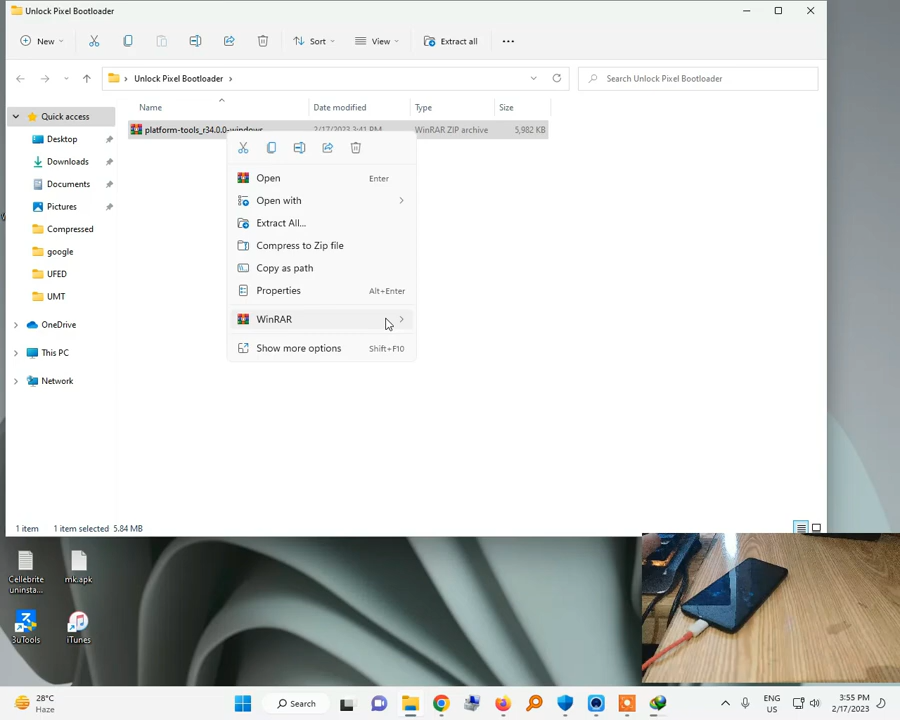 Unlock Pixel Bootloader
New
Sort
View
Extract all
Unlock Pixel Bootloader
Search Unlock Pixel Bootloader
Name
Date modified
Type
Size
Quick access
platform-tools_r34.0.0-windows
2/17/2023 3:41 PM
WinRAR ZIP archive
5,982 KB
Desktop
Downloads
Documents
Pictures
Compressed
google
UFED
UMT
OneDrive
This PC
Network
Open
Enter
Open with
Extract All...
Compress to Zip file
Copy as path
Properties
Alt+Enter
WinRAR
Show more options
Shift+F10
1 item
1 item selected
5.84 MB
Cellebrite
uninsta...
mk.apk
3uTools
iTunes
28°C
Haze
Search
ENG
US
3:55 PM
2/17/2023